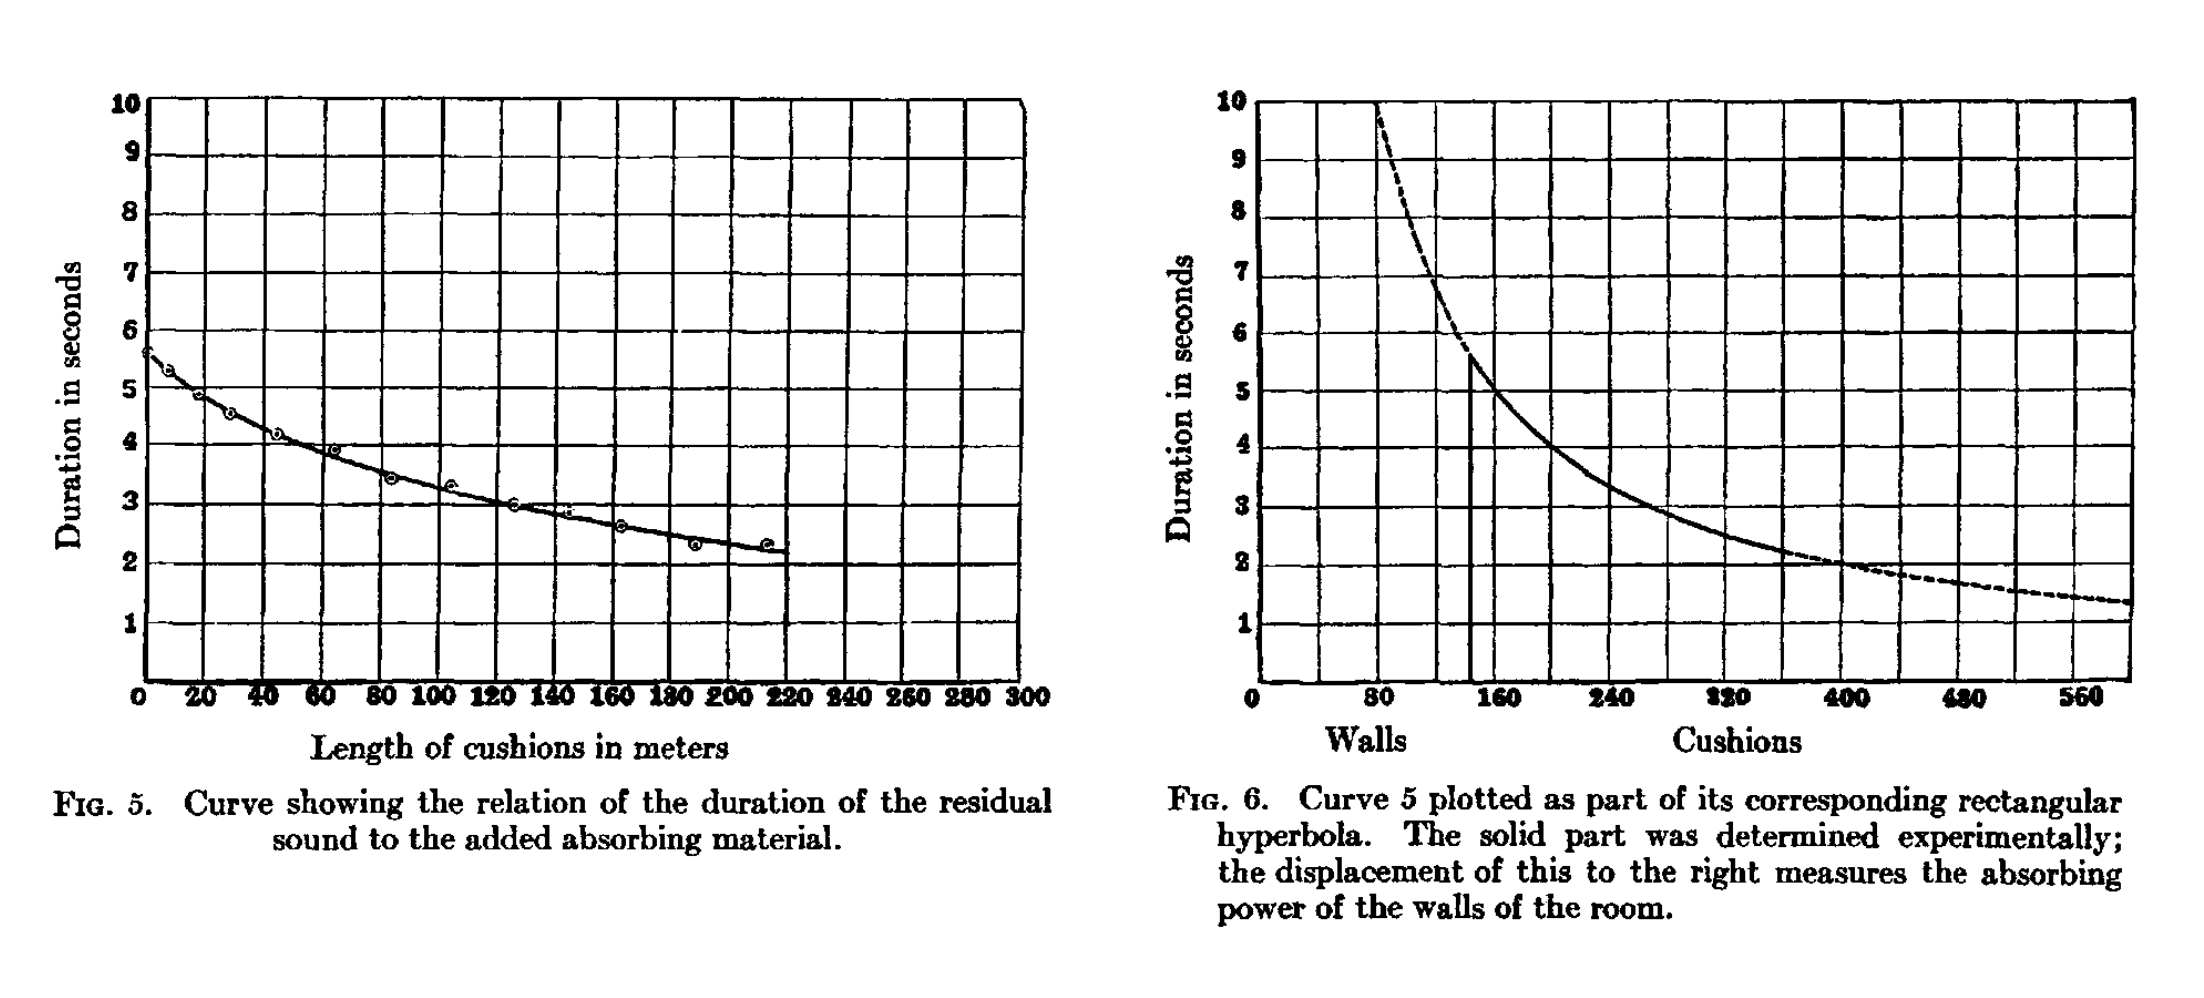 10
9
8
7
6
5
4
3
2
1
Duration in seconds
0 20 40 60 80 100 120 140 160 180 200 220 240 260 280 300
Length of cushions in meters
FIG. 5. Curve showing the relation of the duration of the residual
sound to the added absorbing material.
10
9
8
7
6
5
4
3
2
1
Duration in seconds
0 80 160 240 320 400 480 560
Walls Cushions
FIG. 6. Curve 5 plotted as part of its corresponding rectangular
hyperbola. The solid part was determined experimentally;
the displacement of this to the right measures the absorbing
power of the walls of the room.